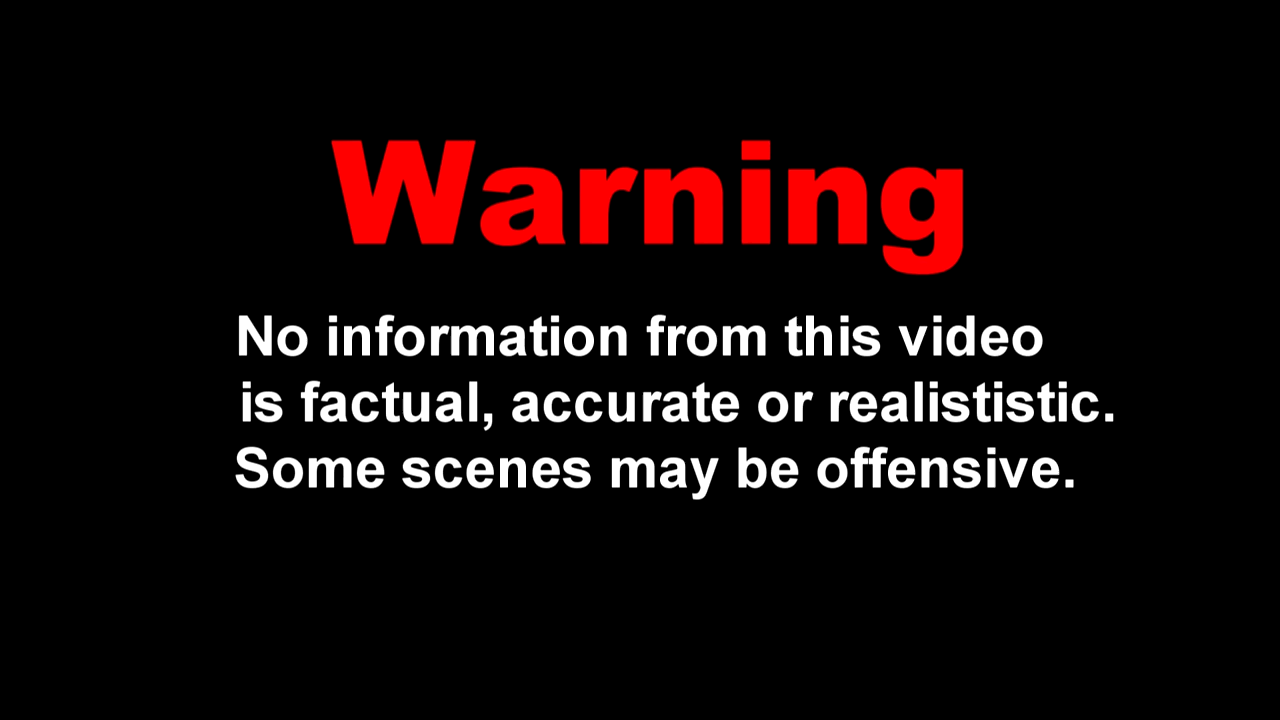 Warning
No information from this video
is factual, accurate or realististic.
Some scenes may be offensive.